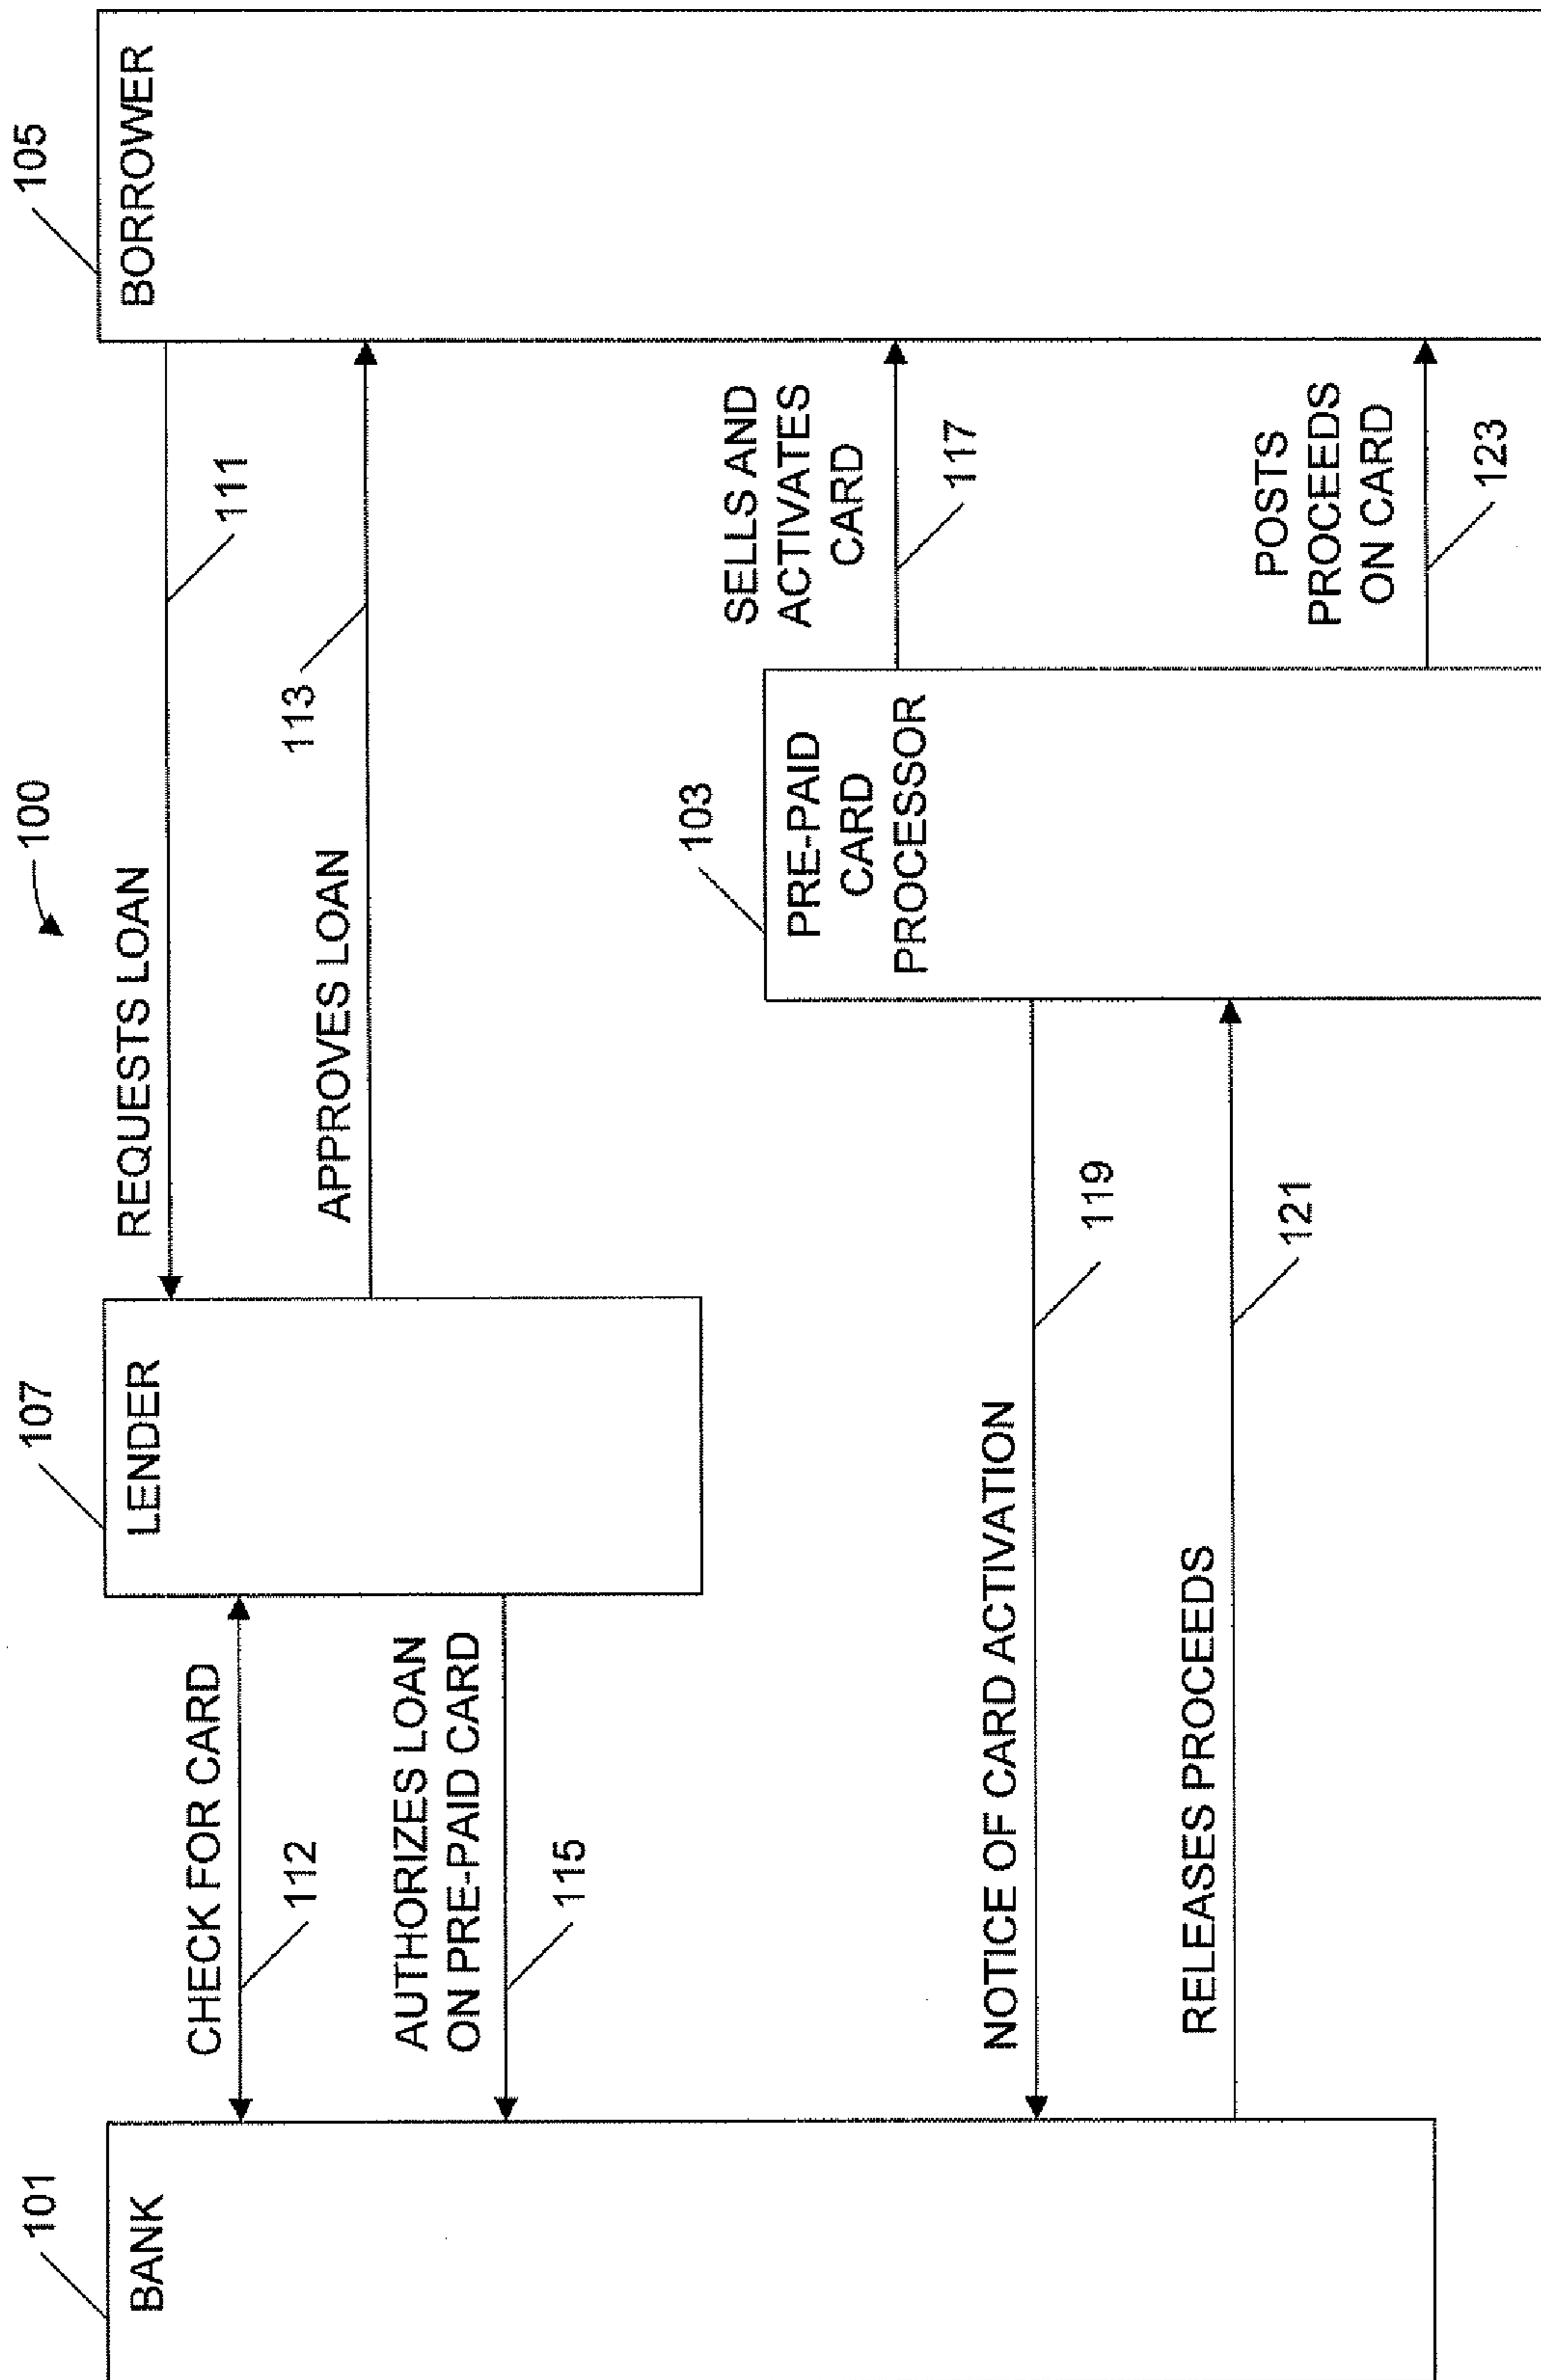 100
101
BANK
107
LENDER
105
BORROWER
REQUESTS LOAN
111
CHECK FOR CARD
112
APPROVES LOAN
113
AUTHORIZES LOAN
ON PRE-PAID CARD
115
103
PRE-PAID
CARD
PROCESSOR
SELLS AND
ACTIVATES
CARD
117
NOTICE OF CARD ACTIVATION
119
RELEASES PROCEEDS
121
POSTS
PROCEEDS
ON CARD
123